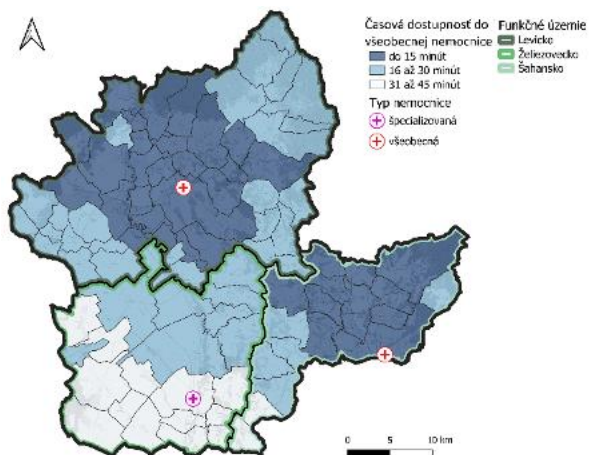 Časová dostupnosť do
všeobecnej nemocnice
do 15 minút
16 až 30 minút
31 až 45 minút
Typ nemocnice
špecializovaná
všeobecná
Funkčné územie
Levicko
Želiezovecko
Šahansko
0 5 10 km